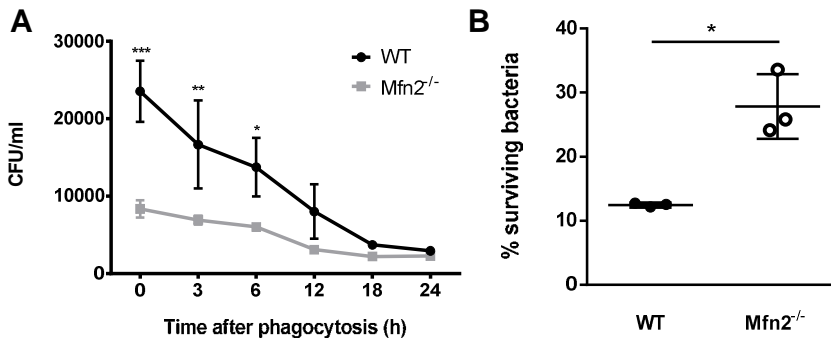 A
CFU/ml
30000
20000
10000
0
***
**
*
WT
Mfn2-/-
0 3 6 12 18 24
Time after phagocytosis (h)
B
% surviving bacteria
40
30
20
10
0
*
WT Mfn2-/-